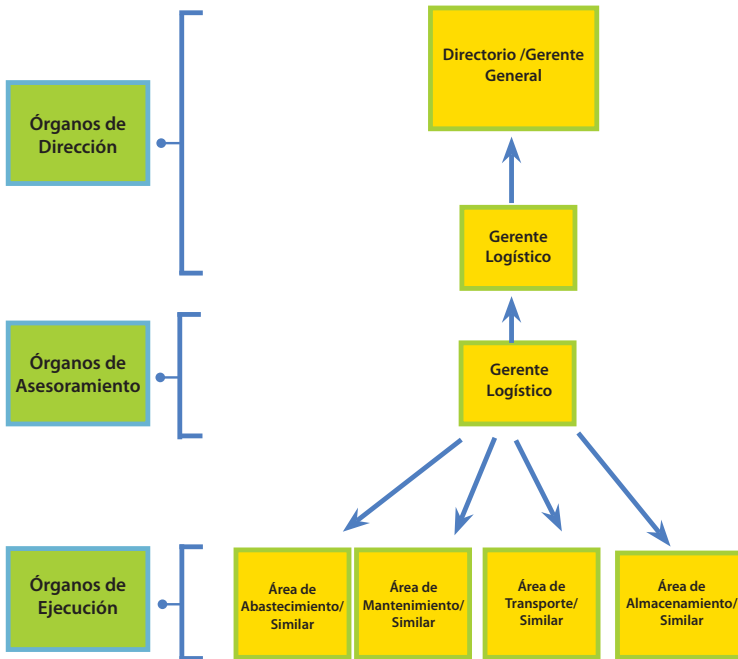 Directorio /Gerente
General
Órganos de
Dirección
Gerente
Logístico
Órganos de
Asesoramiento
Gerente
Logístico
Órganos de
Ejecución
Área de
Abastecimiento/
Similar
Área de
Mantenimiento/
Similar
Área de
Transporte/
Similar
Área de
Almacenamiento/
Similar